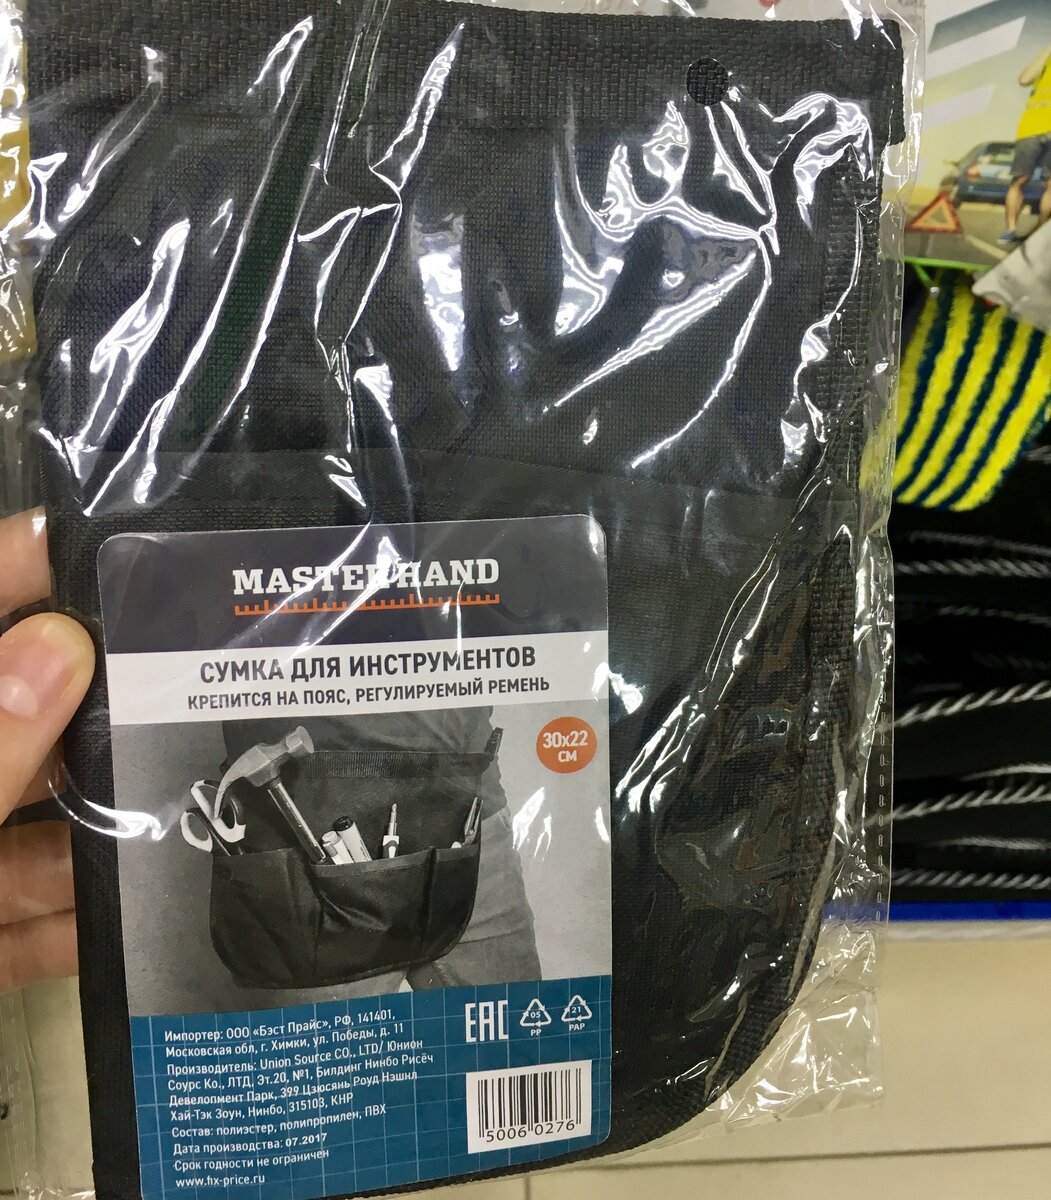 MASTER HAND
СУМКА ДЛЯ ИНСТРУМЕНТОВ
КРЕПИТСЯ НА ПОЯС, РЕГУЛИРУЕМЫЙ РЕМЕНЬ
30x22
СМ
Импортер: ООО «Бэст Прайс», РФ, 141401,
Московская обл, г. Химки, ул. Победы, д. 11
Производитель: Union Source CO., LTD/ Юнион
Соурс Ко., ЛТД, Эт.20, №1, Билдинг Нинбо Рисёч
Девелопмент Парк, 399 Цзюсянь Роуд Нэшнл
Хай-Тэк Зоун, Нинбо, 315103, КНР
Состав: полиэстер, полипропилен, ПВХ
Дата производства: 07.2017
Срок годности не ограничен
www.fix-price.ru
EAC
05
PP
21
PAP
5006 0276